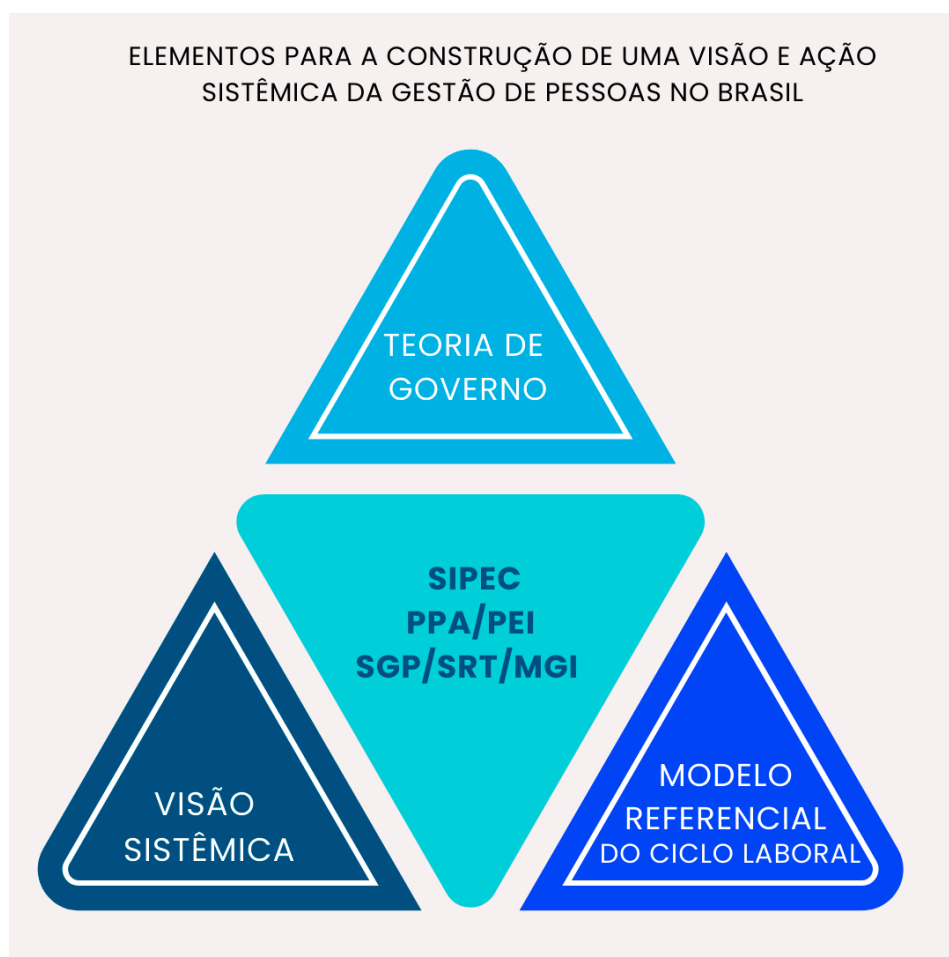 ELEMENTOS PARA A CONSTRUÇÃO DE UMA VISÃO E AÇÃO
SISTÊMICA DA GESTÃO DE PESSOAS NO BRASIL
TEORIA DE
GOVERNO
SIPEC
PPA/PEI
SGP/SRT/MGI
VISÃO
SISTÊMICA
MODELO
REFERENCIAL
DO CICLO LABORAL